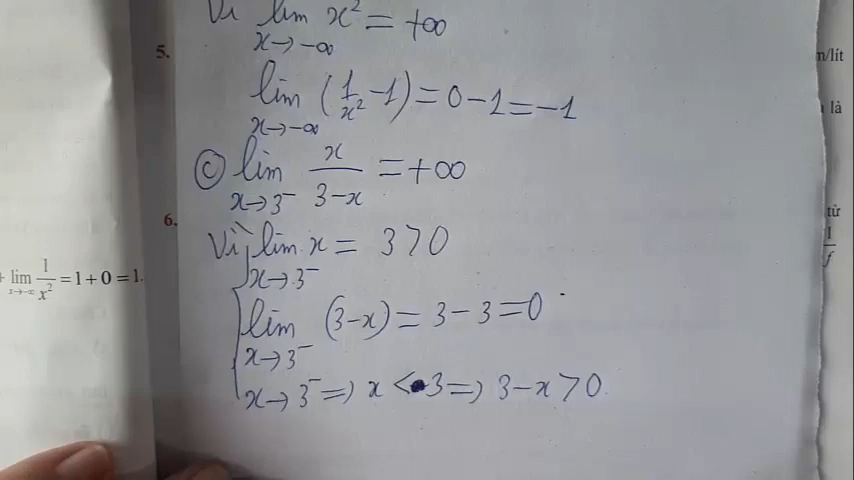 Vì lim x² = +∞
x→-∞
5.
lim (1/x² - 1) = 0 - 1 = -1
x→-∞
ⓒ lim x/(3-x) = +∞
x→3⁻
6.
Vì lim x = 3 > 0
x→3⁻
lim (3-x) = 3 - 3 = 0
x→3⁻
x→3⁻ => x < 3 => 3 - x > 0
+ lim 1/x² = 1 + 0 = 1.
x→-∞
n/lít
là
từ
1/f